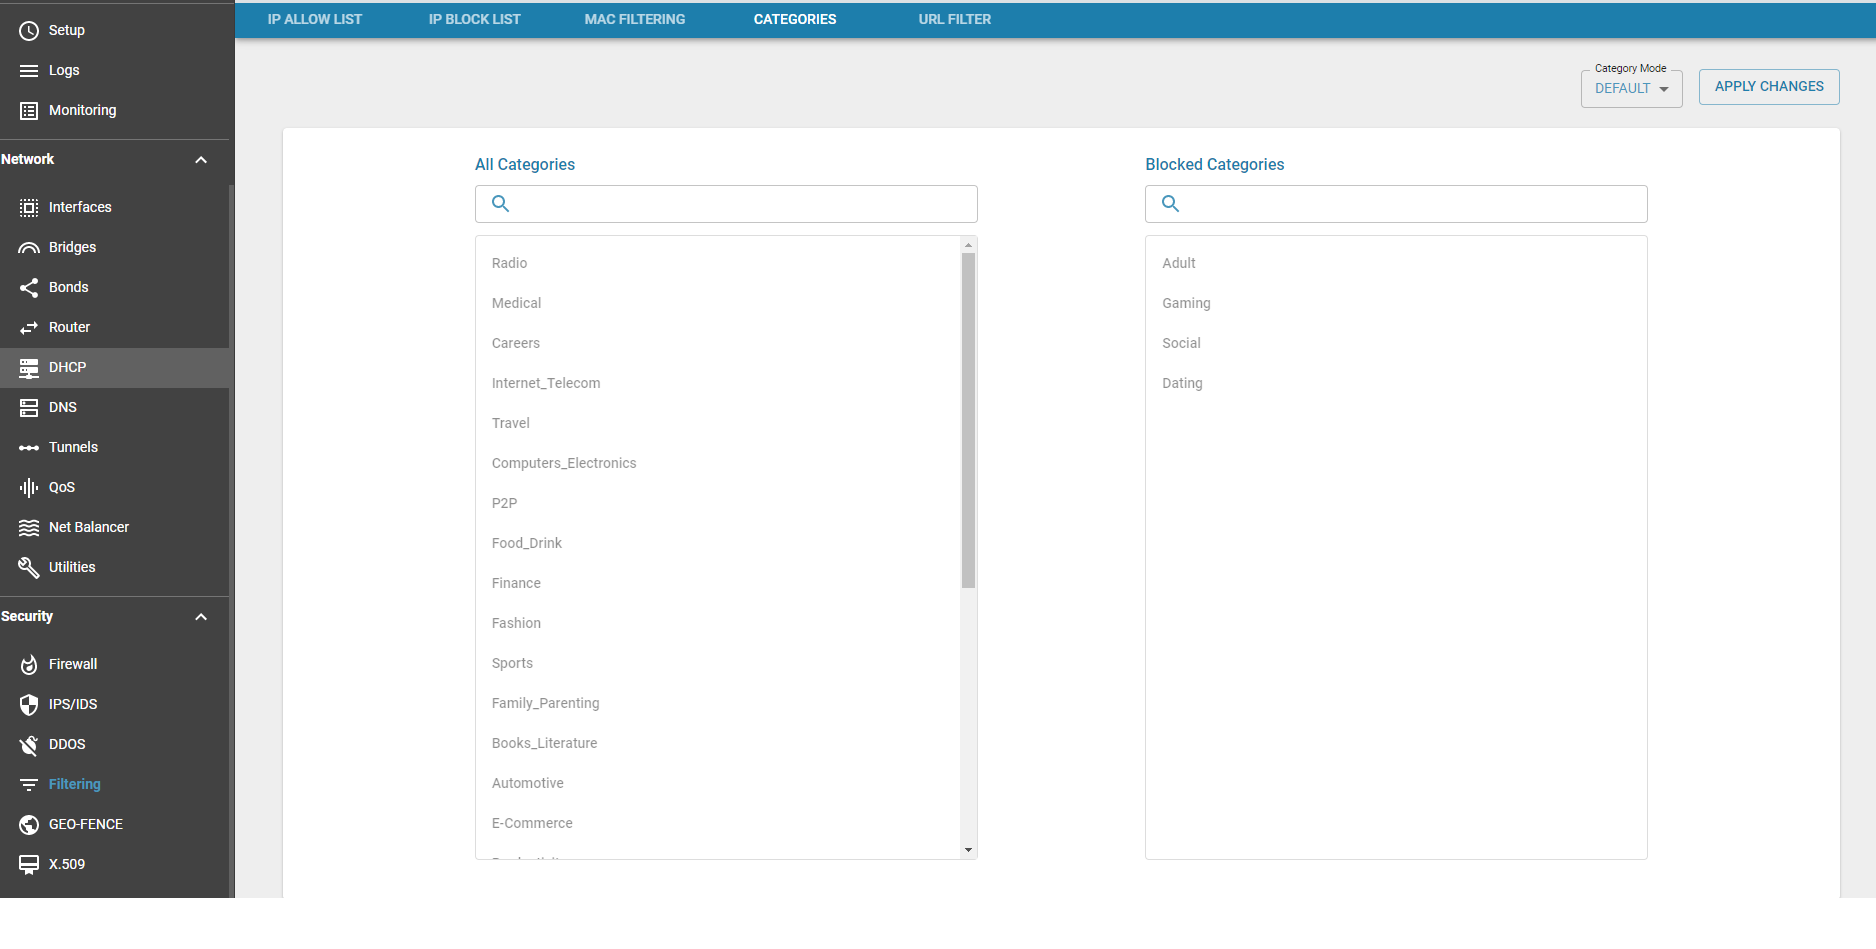 IP ALLOW LIST
IP BLOCK LIST
MAC FILTERING
CATEGORIES
URL FILTER
Setup
Logs
Monitoring
Network
Interfaces
Bridges
Bonds
Router
DHCP
DNS
Tunnels
QoS
Net Balancer
Utilities
Security
Firewall
IPS/IDS
DDOS
Filtering
GEO-FENCE
X.509
Category Mode
DEFAULT
APPLY CHANGES
All Categories
Radio
Medical
Careers
Internet_Telecom
Travel
Computers_Electronics
P2P
Food_Drink
Finance
Fashion
Sports
Family_Parenting
Books_Literature
Automotive
E-Commerce
Blocked Categories
Adult
Gaming
Social
Dating